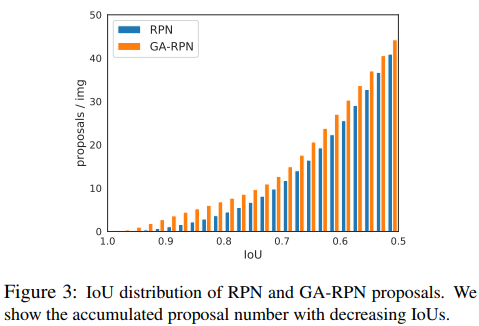 50
40
30
20
10
0
proposals / img
RPN
GA-RPN
1.0 0.9 0.8 0.7 0.6 0.5
IoU
Figure 3: IoU distribution of RPN and GA-RPN proposals. We
show the accumulated proposal number with decreasing IoUs.